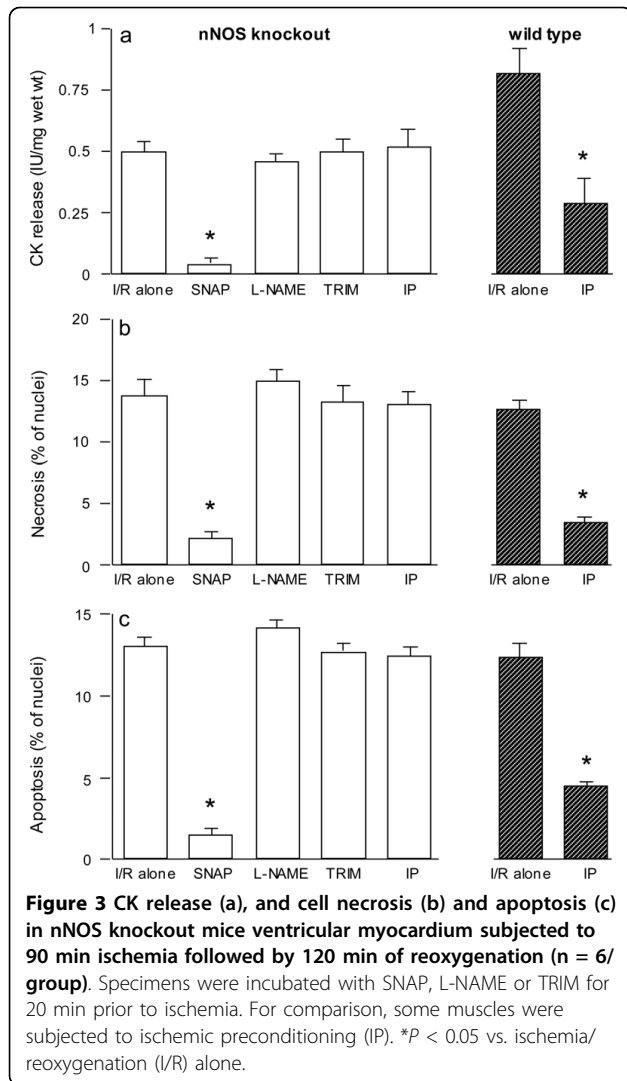 a nNOS knockout wild type
CK release (IU/mg wet wt)
1
0.75
0.5
0.25
0
*
*
I/R alone SNAP L-NAME TRIM IP I/R alone IP
b
Necrosis (% of nuclei)
20
15
10
5
0
*
*
I/R alone SNAP L-NAME TRIM IP I/R alone IP
c
Apoptosis (% of nuclei)
15
10
5
0
*
*
I/R alone SNAP L-NAME TRIM IP I/R alone IP
Figure 3 CK release (a), and cell necrosis (b) and apoptosis (c)
in nNOS knockout mice ventricular myocardium subjected to
90 min ischemia followed by 120 min of reoxygenation (n = 6/
group). Specimens were incubated with SNAP, L-NAME or TRIM for
20 min prior to ischemia. For comparison, some muscles were
subjected to ischemic preconditioning (IP). *P < 0.05 vs. ischemia/
reoxygenation (I/R) alone.